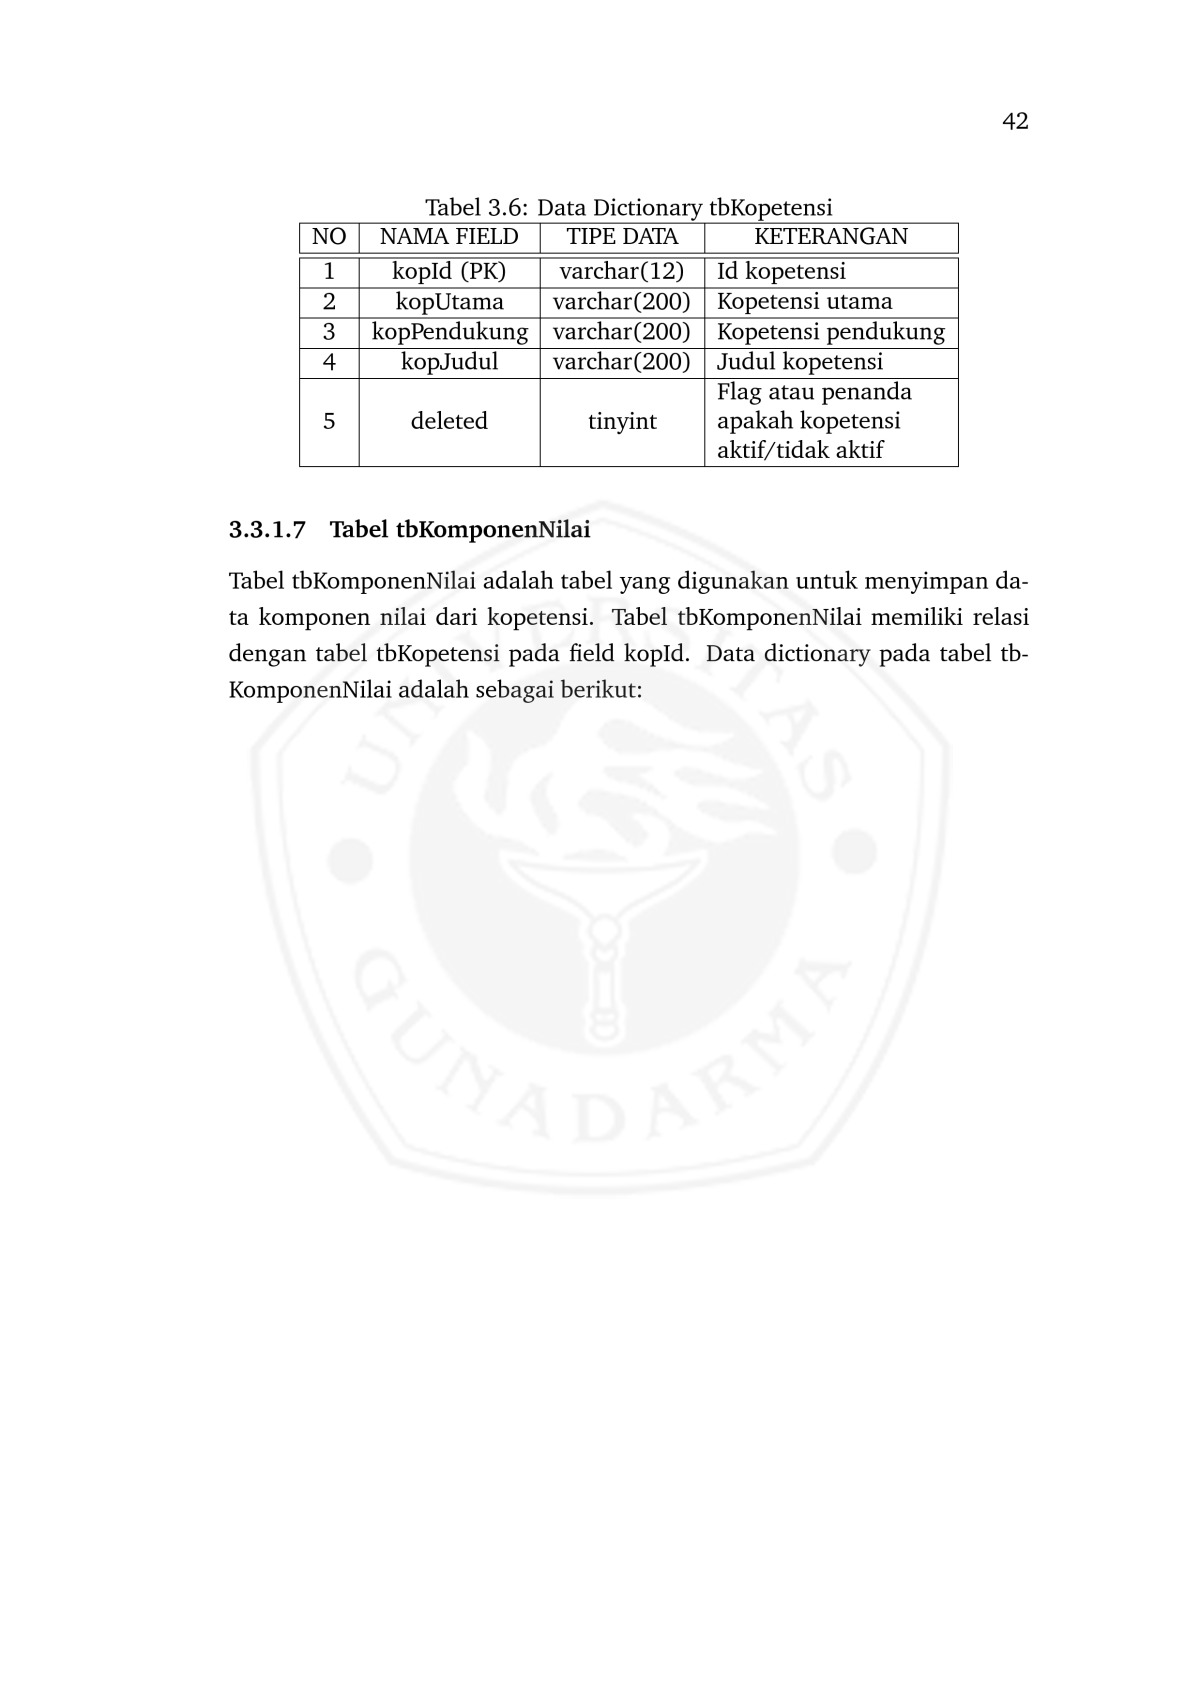 42
Tabel 3.6: Data Dictionary tbKopetensi
NO NAMA FIELD TIPE DATA KETERANGAN
1 kopId (PK) varchar(12) Id kopetensi
2 kopUtama varchar(200) Kopetensi utama
3 kopPendukung varchar(200) Kopetensi pendukung
4 kopJudul varchar(200) Judul kopetensi
5 deleted tinyint Flag atau penanda
apakah kopetensi
aktif/tidak aktif
3.3.1.7 Tabel tbKomponenNilai
Tabel tbKomponenNilai adalah tabel yang digunakan untuk menyimpan da-
ta komponen nilai dari kopetensi. Tabel tbKomponenNilai memiliki relasi
dengan tabel tbKopetensi pada field kopId. Data dictionary pada tabel tb-
KomponenNilai adalah sebagai berikut:
UNIVERSITAS
GUNADARMA